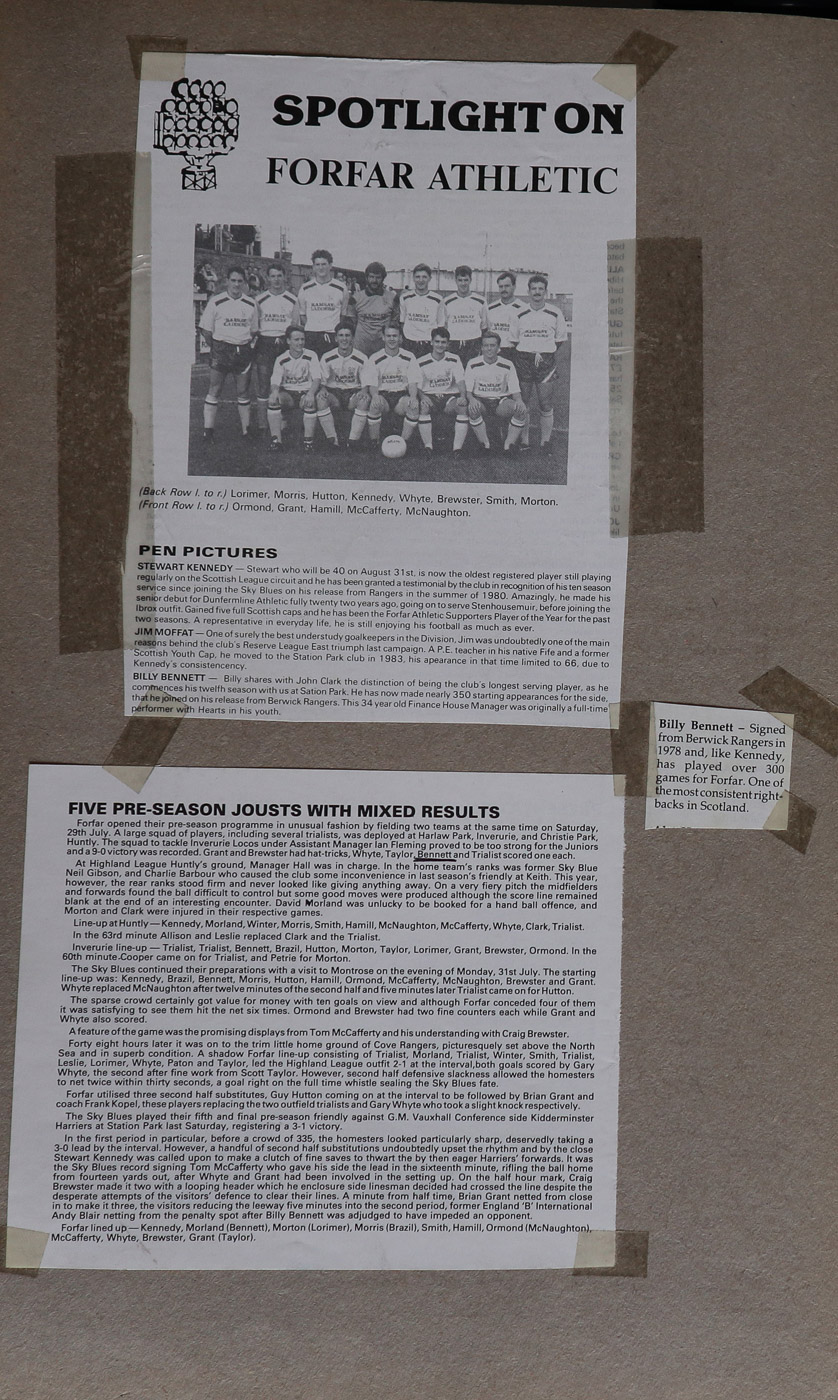 SPOTLIGHT ON
FORFAR ATHLETIC
(Back Row l. to r.) Lorimer, Morris, Hutton, Kennedy, Whyte, Brewster, Smith, Morton.
(Front Row l. to r.) Ormond, Grant, Hamill, McCafferty, McNaughton.
PEN PICTURES
STEWART KENNEDY — Stewart who will be 40 on August 31st, is now the oldest registered player still playing
regularly on the Scottish League circuit and he has been granted a testimonial by the club in recognition of his ten season
service since joining the Sky Blues on his release from Rangers in the summer of 1980. Amazingly, he made his
senior debut for Dunfermline Athletic fully twenty two years ago, going on to serve Stenhousemuir, before joining the
Ibrox outfit. Gained five full Scottish caps and he has been the Forfar Athletic Supporters Player of the Year for the past
two seasons. A representative in everyday life, he is still enjoying his football as much as ever.
JIM MOFFAT — One of surely the best understudy goalkeepers in the Division, Jim was undoubtedly one of the main
reasons behind the club's Reserve League East triumph last campaign. A P.E. teacher in his native Fife and a former
Scottish Youth Cap, he moved to the Station Park club in 1983, his apearance in that time limited to 66, due to
Kennedy's consistencency.
BILLY BENNETT — Billy shares with John Clark the distinction of being the club's longest serving player, as he
commences his twelfth season with us at Sation Park. He has now made nearly 350 starting appearances for the side,
that he joined on his release from Berwick Rangers. This 34 year old Finance House Manager was originally a full-time
performer with Hearts in his youth.
Billy Bennett – Signed
from Berwick Rangers in
1978 and, like Kennedy,
has played over 300
games for Forfar. One of
the most consistent right-
backs in Scotland.
FIVE PRE-SEASON JOUSTS WITH MIXED RESULTS
Forfar opened their pre-season programme in unusual fashion by fielding two teams at the same time on Saturday,
29th July. A large squad of players, including several trialists, was deployed at Harlaw Park, Inverurie, and Christie Park,
Huntly. The squad to tackle Inverurie Locos under Assistant Manager Ian Fleming proved to be too strong for the Juniors
and a 9-0 victory was recorded. Grant and Brewster had hat-tricks, Whyte, Taylor, Bennett and Trialist scored one each.
At Highland League Huntly's ground, Manager Hall was in charge. In the home team's ranks was former Sky Blue
Neil Gibson, and Charlie Barbour who caused the club some inconvenience in last season's friendly at Keith. This year,
however, the rear ranks stood firm and never looked like giving anything away. On a very fiery pitch the midfielders
and forwards found the ball difficult to control but some good moves were produced although the score line remained
blank at the end of an interesting encounter. David Morland was unlucky to be booked for a hand ball offence, and
Morton and Clark were injured in their respective games.
Line-up at Huntly — Kennedy, Morland, Winter, Morris, Smith, Hamill, McNaughton, McCafferty, Whyte, Clark, Trialist.
In the 63rd minute Allison and Leslie replaced Clark and the Trialist.
Inverurie line-up — Trialist, Trialist, Bennett, Brazil, Hutton, Morton, Taylor, Lorimer, Grant, Brewster, Ormond. In the
60th minute Cooper came on for Trialist, and Petrie for Morton.
The Sky Blues continued their preparations with a visit to Montrose on the evening of Monday, 31st July. The starting
line-up was: Kennedy, Brazil, Bennett, Morris, Hutton, Hamill, Ormond, McCafferty, McNaughton, Brewster and Grant.
Whyte replaced McNaughton after twelve minutes of the second half and five minutes later Trialist came on for Hutton.
The sparse crowd certainly got value for money with ten goals on view and although Forfar conceded four of them
it was satisfying to see them hit the net six times. Ormond and Brewster had two fine counters each while Grant and
Whyte also scored.
A feature of the game was the promising displays from Tom McCafferty and his understanding with Craig Brewster.
Forty eight hours later it was on to the trim little home ground of Cove Rangers, picturesquely set above the North
Sea and in superb condition. A shadow Forfar line-up consisting of Trialist, Morland, Trialist, Winter, Smith, Trialist,
Leslie, Lorimer, Whyte, Paton and Taylor, led the Highland League outfit 2-1 at the interval,both goals scored by Gary
Whyte, the second after fine work from Scott Taylor. However, second half defensive slackness allowed the homesters
to net twice within thirty seconds, a goal right on the full time whistle sealing the Sky Blues fate.
Forfar utilised three second half substitutes, Guy Hutton coming on at the interval to be followed by Brian Grant and
coach Frank Kopel, these players replacing the two outfield trialists and Gary Whyte who took a slight knock respectively.
The Sky Blues played their fifth and final pre-season friendly against G.M. Vauxhall Conference side Kidderminster
Harriers at Station Park last Saturday, registering a 3-1 victory.
In the first period in particular, before a crowd of 335, the homesters looked particularly sharp, deservedly taking a
3-0 lead by the interval. However, a handful of second half substitutions undoubtedly upset the rhythm and by the close
Stewart Kennedy was called upon to make a clutch of fine saves to thwart the by then eager Harriers' forwards. It was
the Sky Blues record signing Tom McCafferty who gave his side the lead in the sixteenth minute, rifling the ball home
from fourteen yards out, after Whyte and Grant had been involved in the setting up. On the half hour mark, Craig
Brewster made it two with a looping header which he enclosure side linesman decided had crossed the line despite the
desperate attempts of the visitors' defence to clear their lines. A minute from half time, Brian Grant netted from close
in to make it three, the visitors reducing the leeway five minutes into the second period, former England 'B' International
Andy Blair netting from the penalty spot after Billy Bennett was adjudged to have impeded an opponent.
Forfar lined up — Kennedy, Morland (Bennett), Morton (Lorimer), Morris (Brazil), Smith, Hamill, Ormond (McNaughton),
McCafferty, Whyte, Brewster, Grant (Taylor).